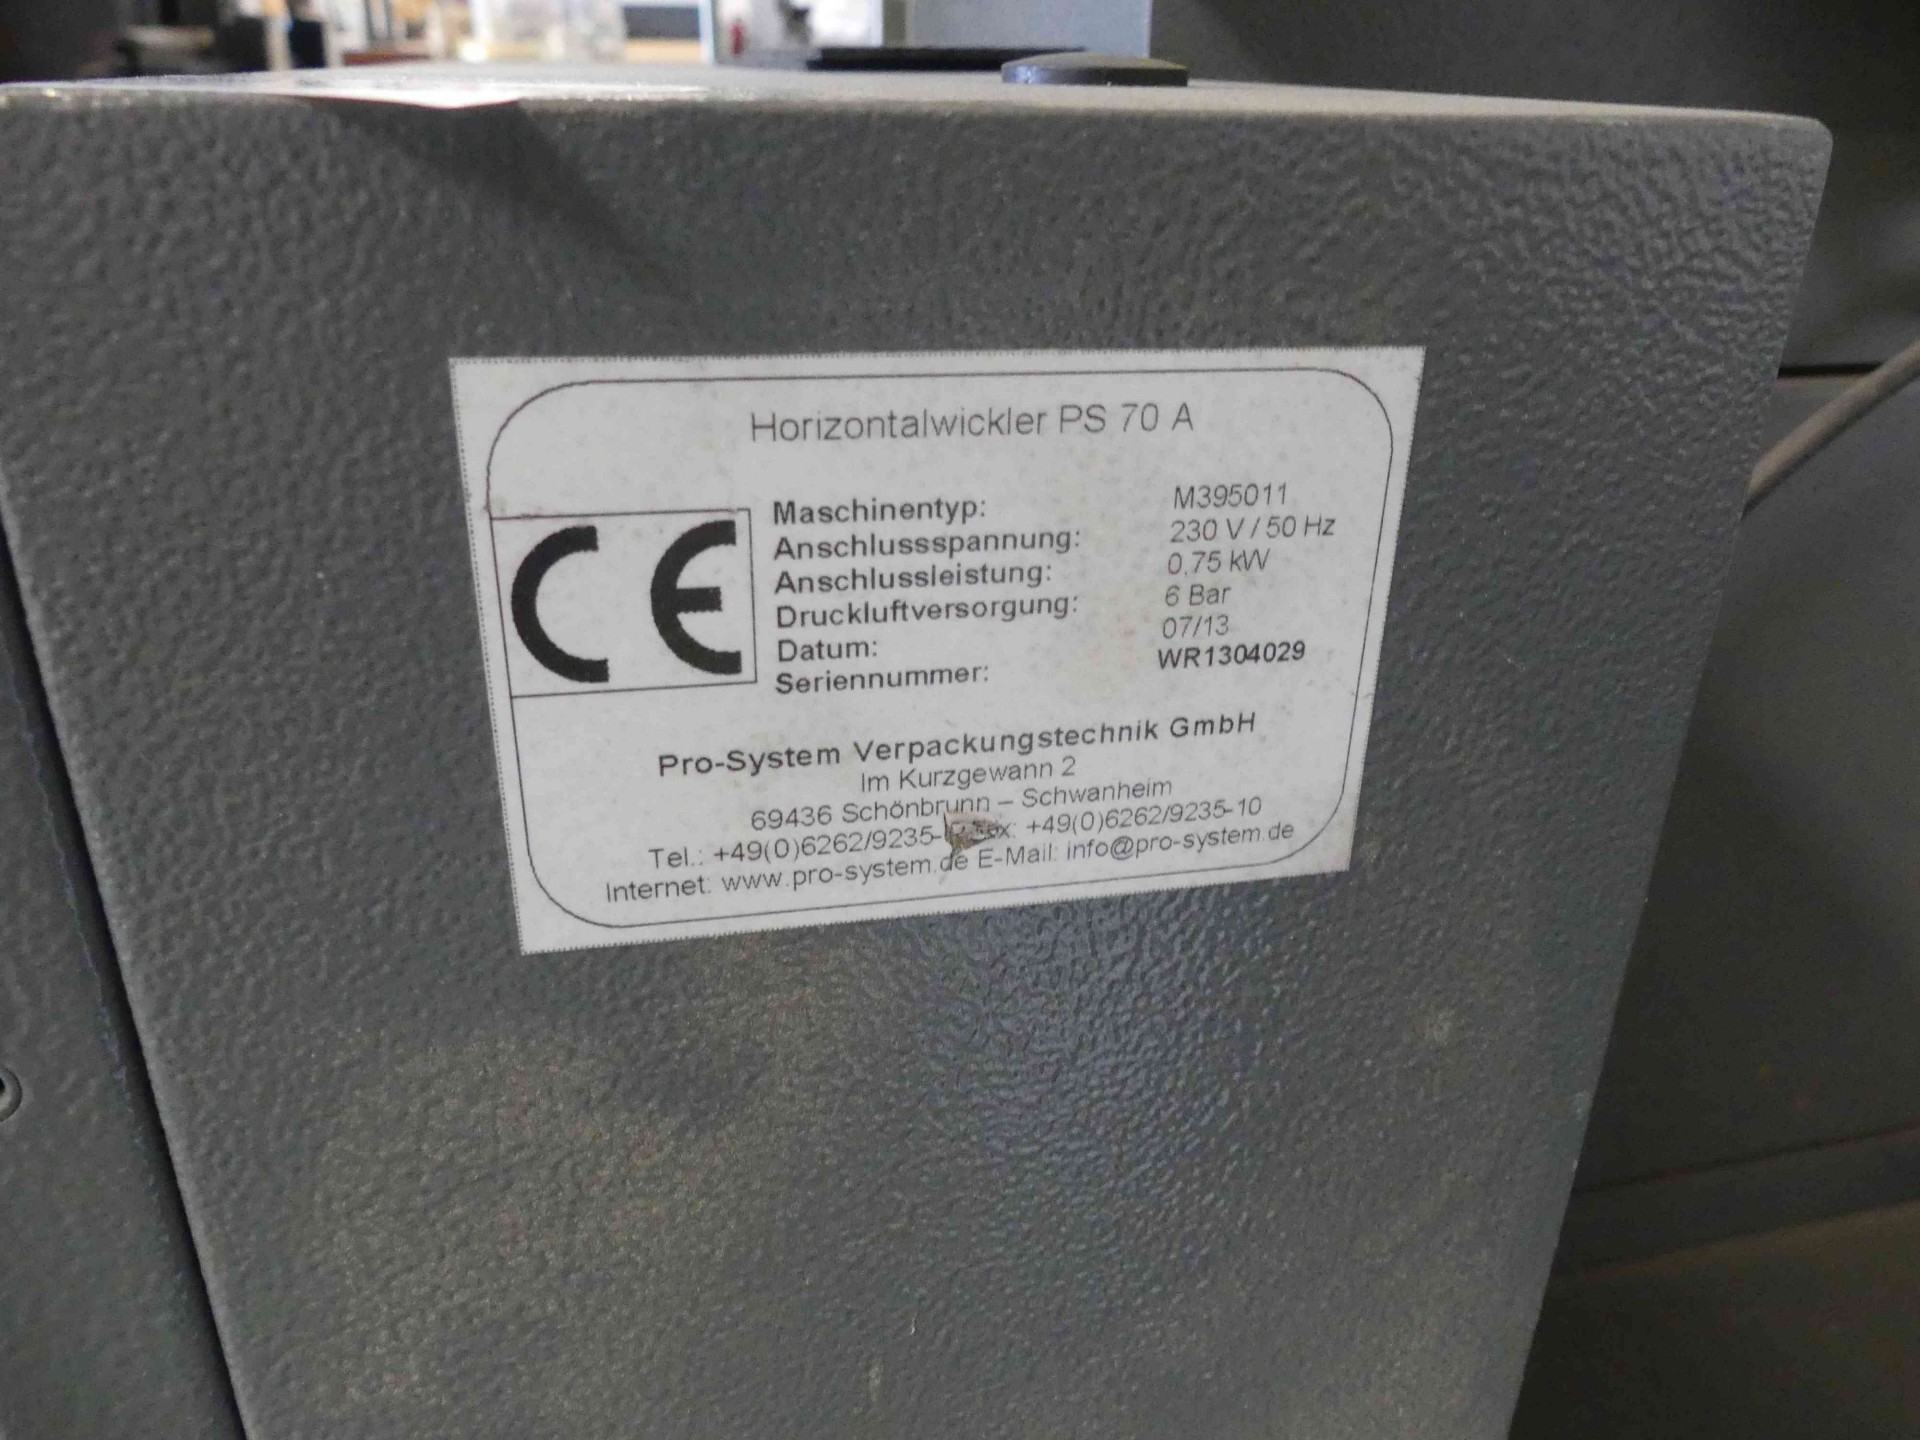 Horizontalwickler PS 70 A
CE
Maschinentyp: M395011
Anschlussspannung: 230 V / 50 Hz
Anschlussleistung: 0.75 kW
Druckluftversorgung: 6 Bar
Datum: 07/13
Seriennummer: WR1304029
Pro-System Verpackungstechnik GmbH
Im Kurzgewann 2
69436 Schönbrunn – Schwanheim
Tel.: +49(0)6262/9235- +49(0)6262/9235-10
Internet: www.pro-system.de E-Mail: info@pro-system.de